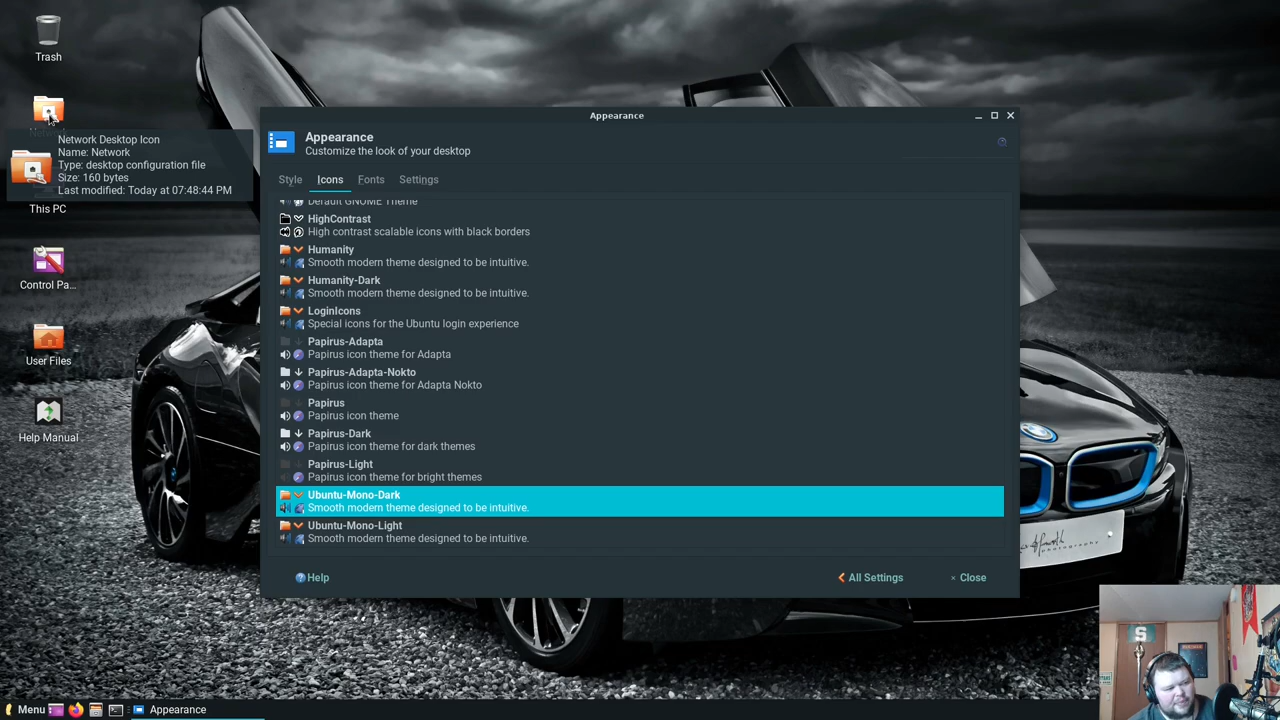 Trash
Network Desktop Icon
Name: Network
Type: desktop configuration file
Size: 160 bytes
Last modified: Today at 07:48:44 PM
This PC
Control Pa...
User Files
Help Manual
Appearance
Appearance
Customize the look of your desktop
Style Icons Fonts Settings
Default GNOME Theme
HighContrast
High contrast scalable icons with black borders
Humanity
Smooth modern theme designed to be intuitive.
Humanity-Dark
Smooth modern theme designed to be intuitive.
LoginIcons
Special icons for the Ubuntu login experience
Papirus-Adapta
Papirus icon theme for Adapta
Papirus-Adapta-Nokto
Papirus icon theme for Adapta Nokto
Papirus
Papirus icon theme
Papirus-Dark
Papirus icon theme for dark themes
Papirus-Light
Papirus icon theme for bright themes
Ubuntu-Mono-Dark
Smooth modern theme designed to be intuitive.
Ubuntu-Mono-Light
Smooth modern theme designed to be intuitive.
Help All Settings Close
photography
S
Menu Appearance